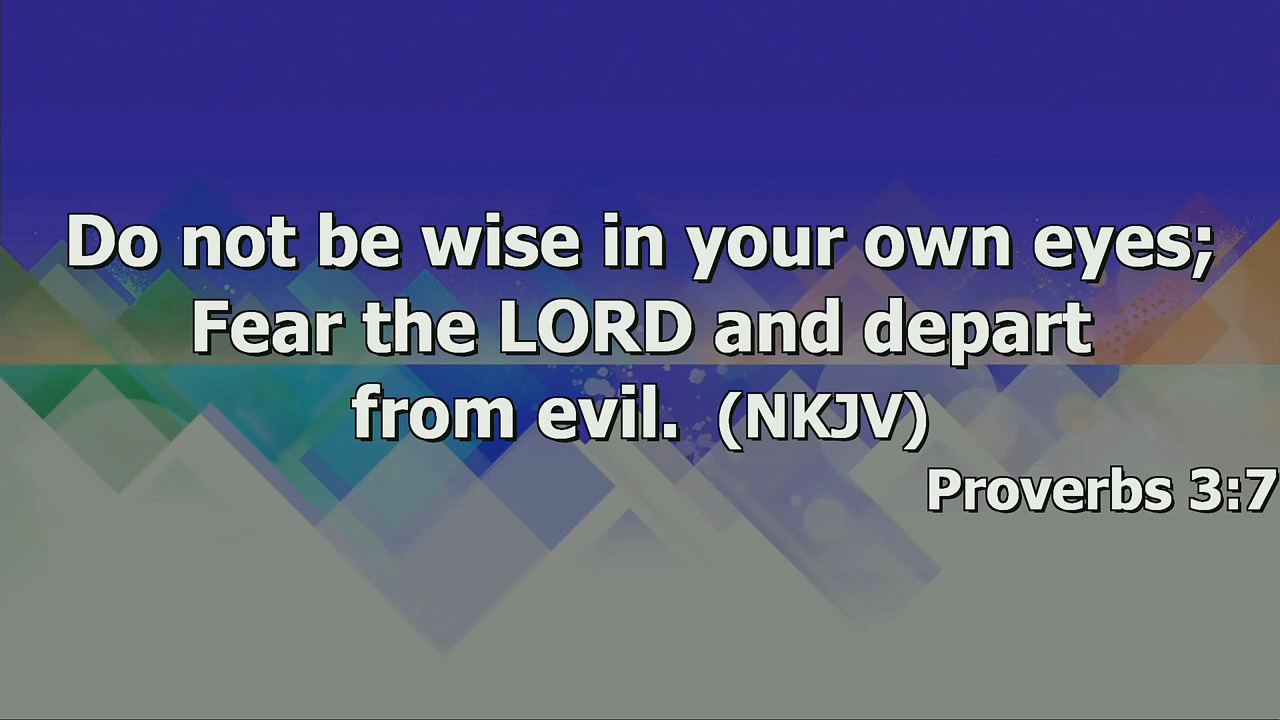 Do not be wise in your own eyes;
Fear the LORD and depart
from evil. (NKJV)
Proverbs 3:7